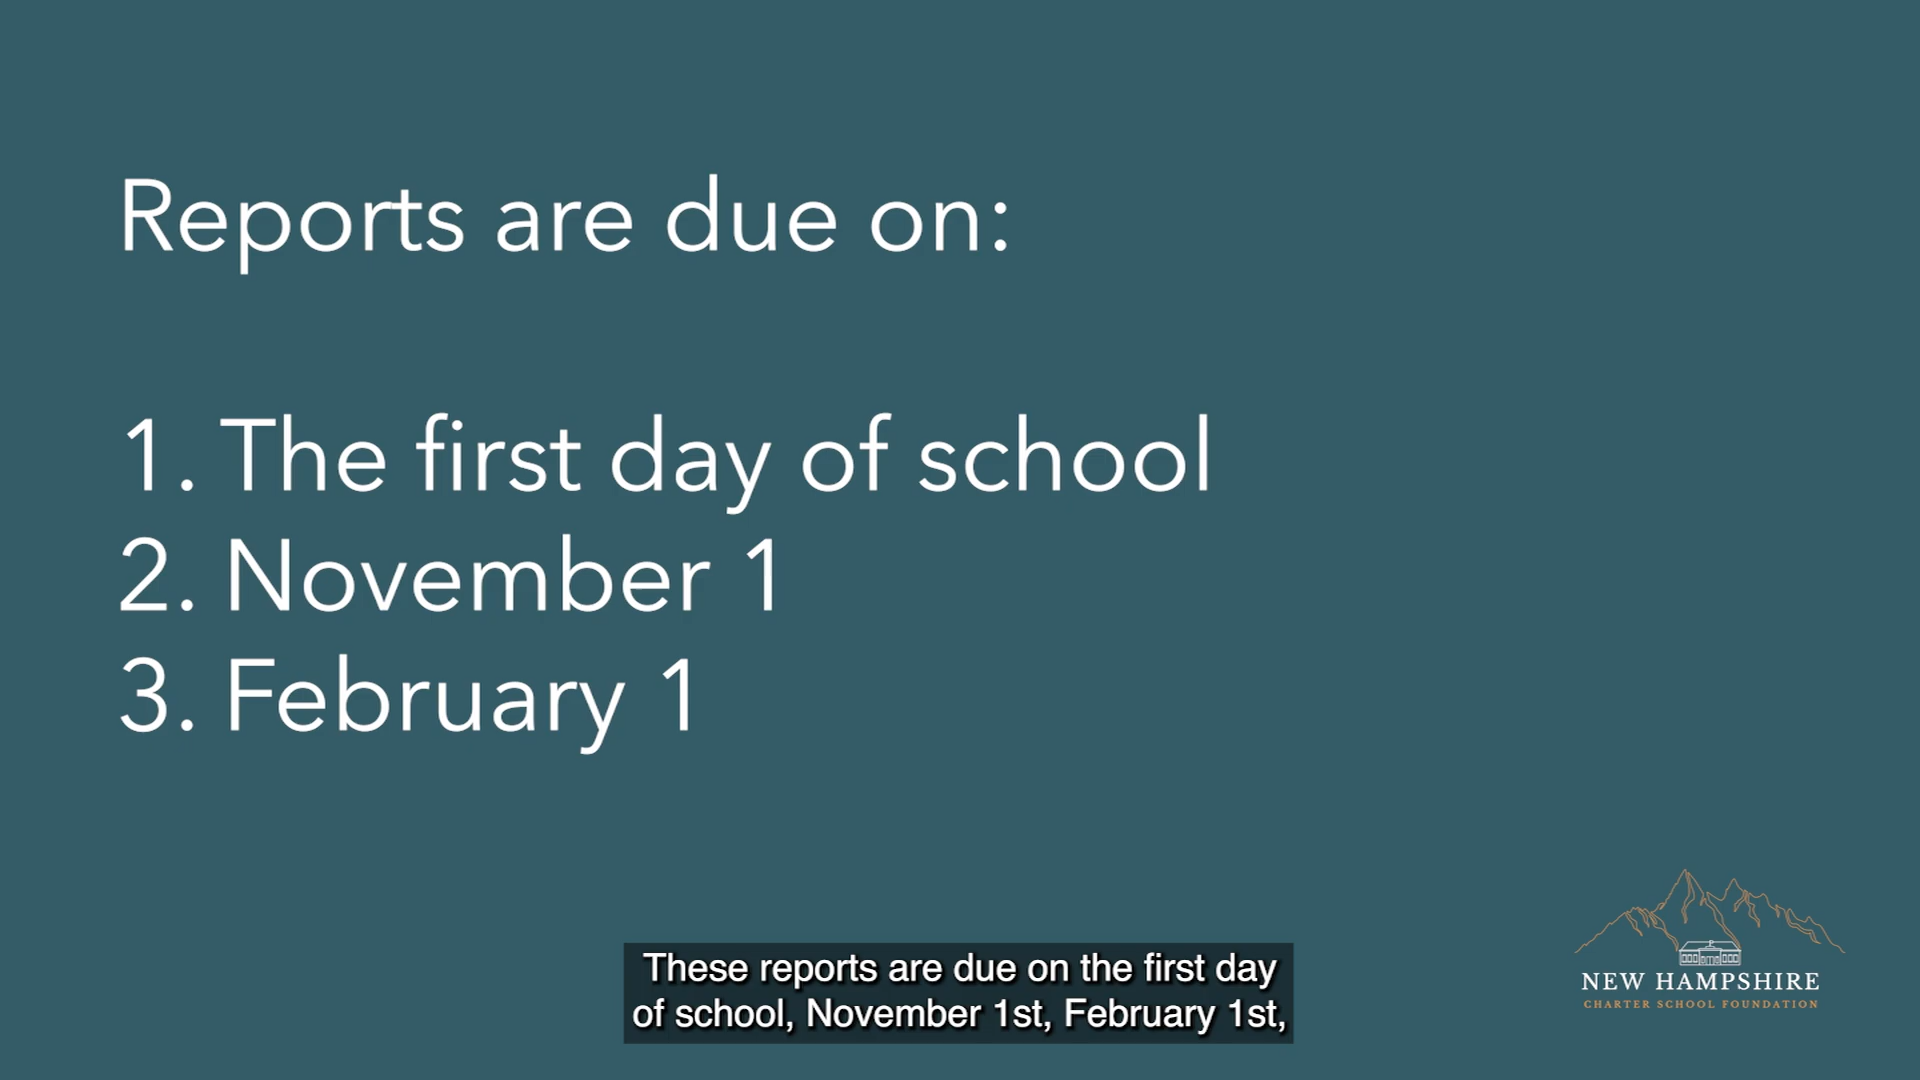 Reports are due on:
1. The first day of school
2. November 1
3. February 1
These reports are due on the first day
of school, November 1st, February 1st,
NEW HAMPSHIRE
CHARTER SCHOOL FOUNDATION